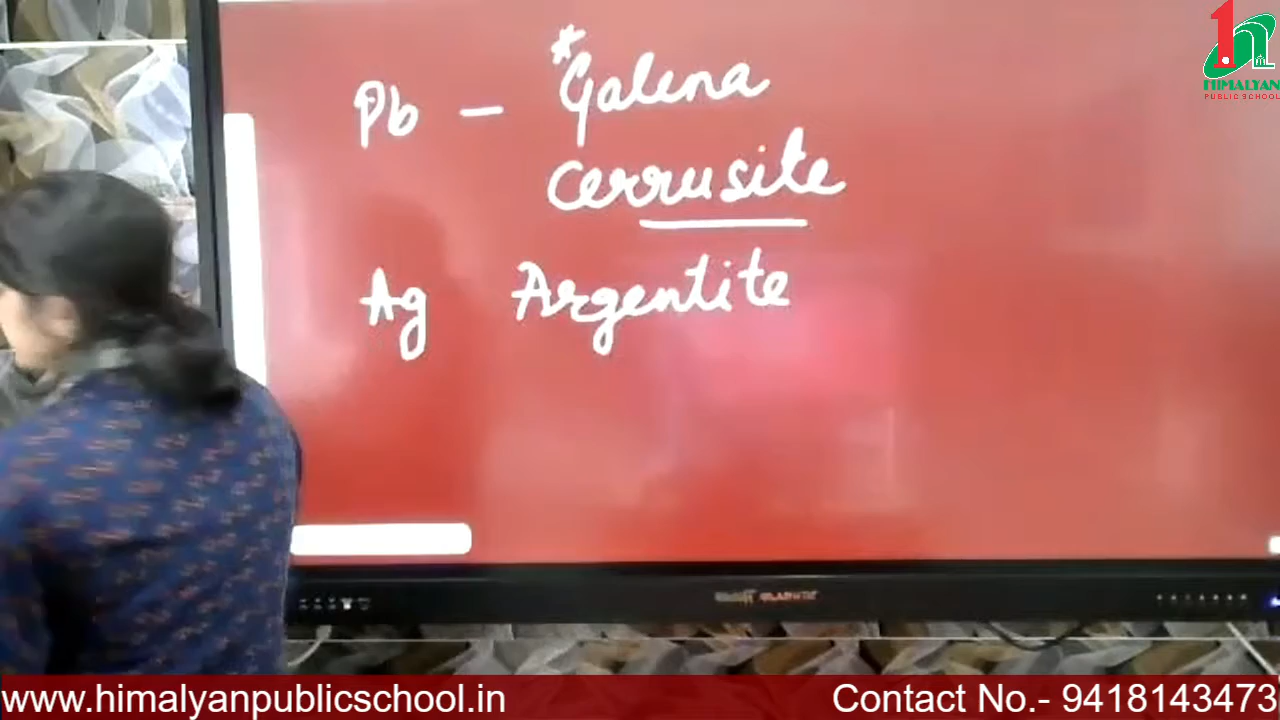 Pb - *Galena
cerrusite
Ag Argentite
HIMALYAN
PUBLIC SCHOOL
www.himalyanpublicschool.in
Contact No.- 9418143473